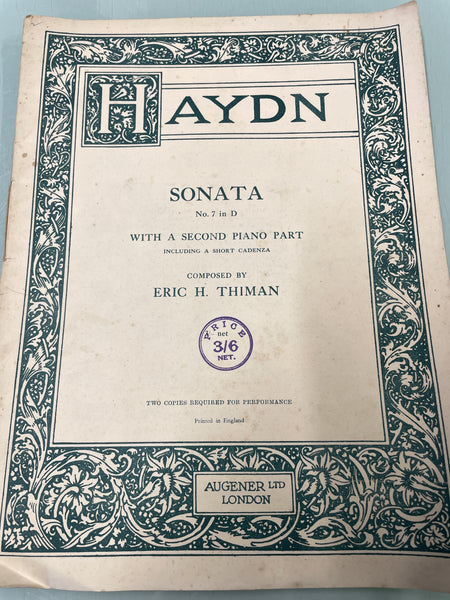 HAYDN
SONATA
No. 7 in D
WITH A SECOND PIANO PART
INCLUDING A SHORT CADENZA
COMPOSED BY
ERIC H. THIMAN
PRICE
net
3/6
NET.
TWO COPIES REQUIRED FOR PERFORMANCE
Printed in England
AUGENER LTD
LONDON